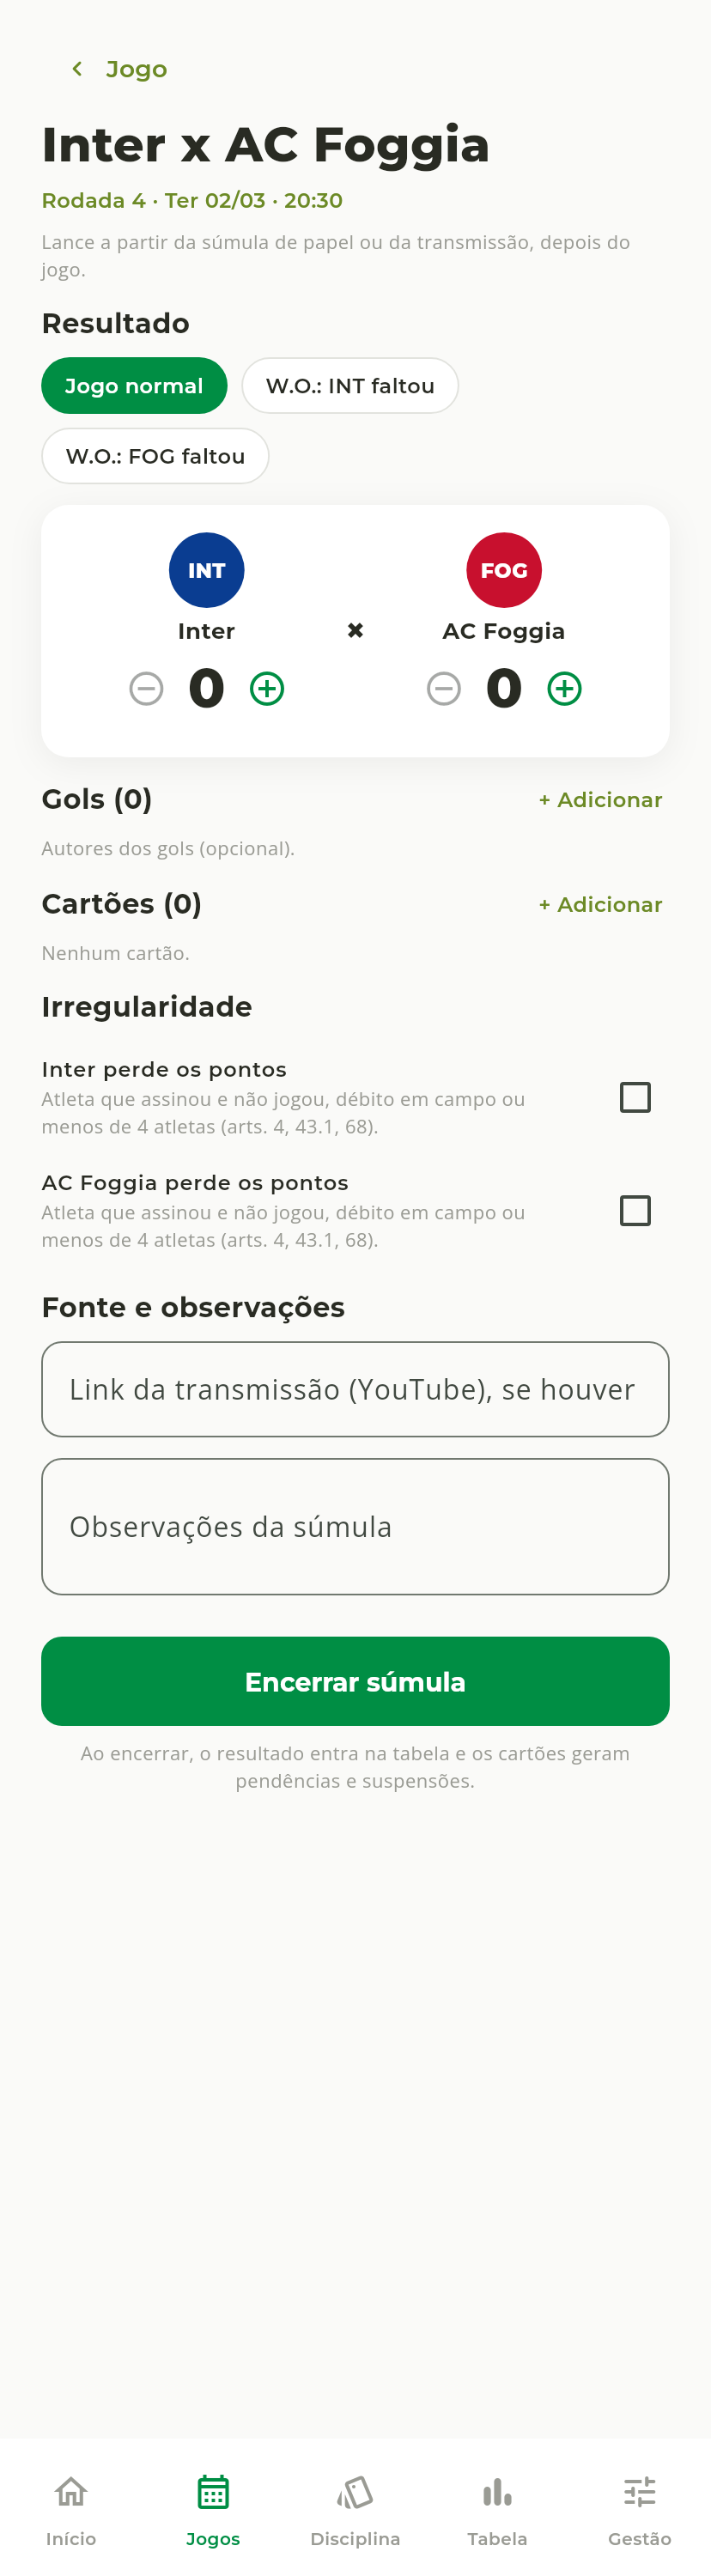 Jogo
Inter x AC Foggia
Rodada 4 · Ter 02/03 · 20:30
Lance a partir da súmula de papel ou da transmissão, depois do
jogo.
Resultado
Jogo normal
W.O.: INT faltou
W.O.: FOG faltou
INT
FOG
Inter
✖
AC Foggia
0
0
Gols (0)
+ Adicionar
Autores dos gols (opcional).
Cartões (0)
+ Adicionar
Nenhum cartão.
Irregularidade
Inter perde os pontos
Atleta que assinou e não jogou, débito em campo ou
menos de 4 atletas (arts. 4, 43.1, 68).
AC Foggia perde os pontos
Atleta que assinou e não jogou, débito em campo ou
menos de 4 atletas (arts. 4, 43.1, 68).
Fonte e observações
Link da transmissão (YouTube), se houver
Observações da súmula
Encerrar súmula
Ao encerrar, o resultado entra na tabela e os cartões geram
pendências e suspensões.
Início
Jogos
Disciplina
Tabela
Gestão